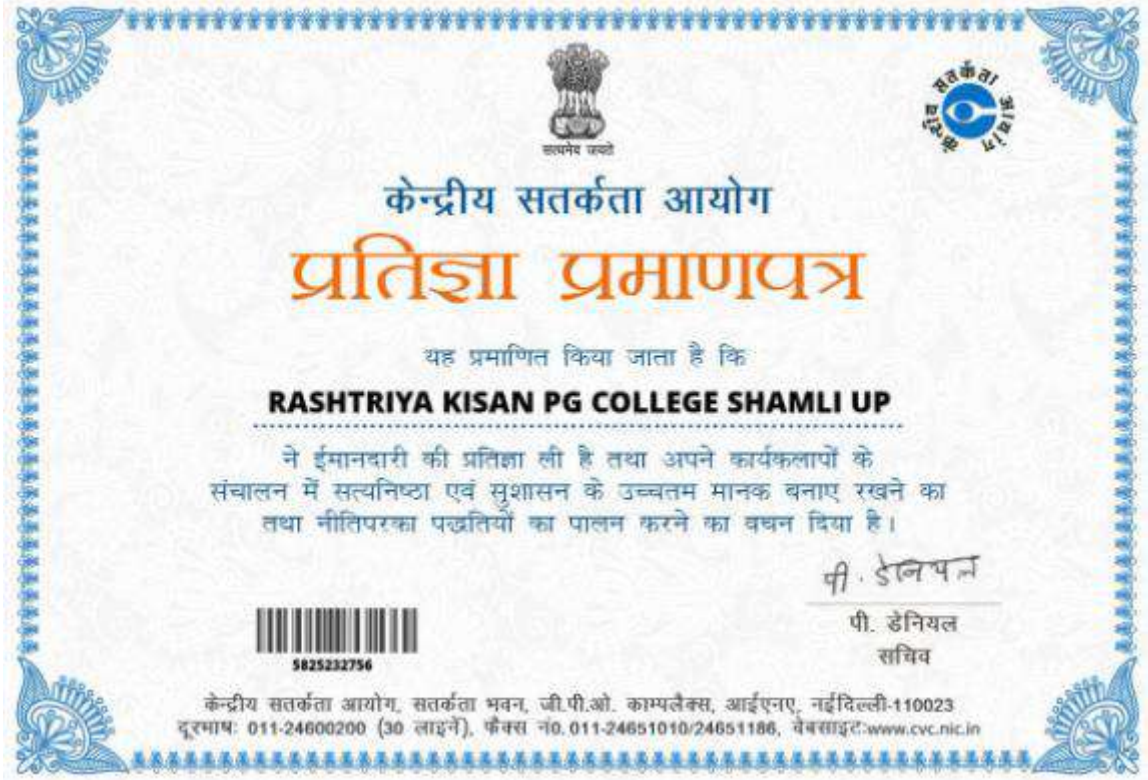 सत्यमेव जयते
केन्द्रीय सतर्कता आयोग
केन्द्रीय सतर्कता आयोग
प्रतिज्ञा प्रमाणपत्र
यह प्रमाणित किया जाता है कि
RASHTRIYA KISAN PG COLLEGE SHAMLI UP
ने ईमानदारी की प्रतिज्ञा ली है तथा अपने कार्यकलापों के
संचालन में सत्यनिष्ठा एवं सुशासन के उच्चतम मानक बनाए रखने का
तथा नीतिपरका पद्धतियों का पालन करने का वचन दिया है।
पी. डेनियल
पी. डेनियल
सचिव
5825232756
केन्द्रीय सतर्कता आयोग, सतर्कता भवन, जी.पी.ओ. काम्पलैक्स, आईएनए, नईदिल्ली-110023
दूरभाष: 011-24600200 (30 लाइनें), फैक्स नं0. 011-24651010/24651186, वेबसाइट:www.cvc.nic.in